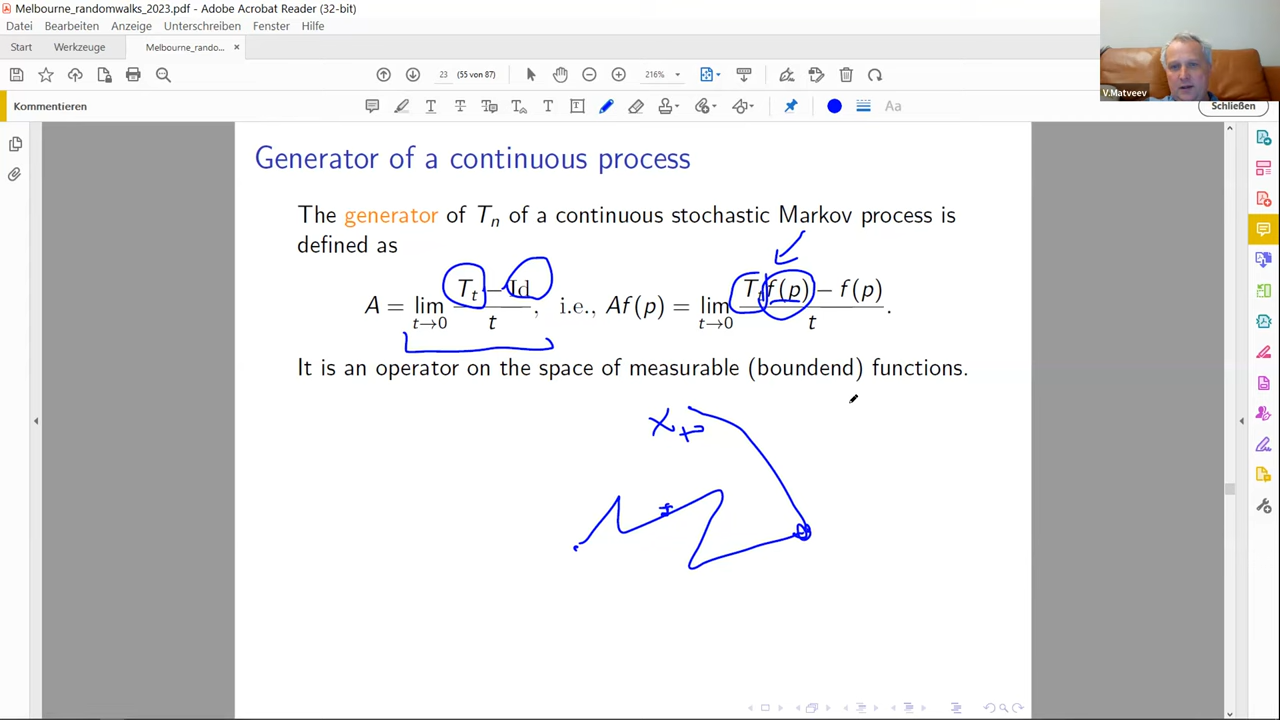 Melbourne_randomwalks_2023.pdf - Adobe Acrobat Reader (32-bit)
Datei Bearbeiten Anzeige Unterschreiben Fenster Hilfe
Start Werkzeuge Melbourne_rando... ×
23 (55 von 87) 216%
V.Matveev
Kommentieren Aa Schließen
Generator of a continuous process
The generator of Tₙ of a continuous stochastic Markov process is
defined as
A = lim_{t→0} (T_t − Id)/t, i.e., Af(p) = lim_{t→0} (T_t f(p) − f(p))/t.
It is an operator on the space of measurable (boundend) functions.